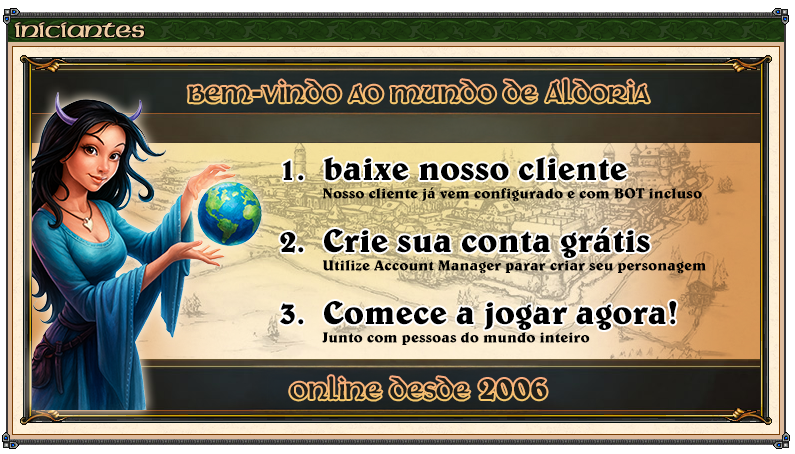 iniciantes
Bem-vindo ao mundo de Aldoria
1. baixe nosso cliente
Nosso cliente já vem configurado e com BOT incluso
2. Crie sua conta grátis
Utilize Account Manager parar criar seu personagem
3. Comece a jogar agora!
Junto com pessoas do mundo inteiro
online desde 2006